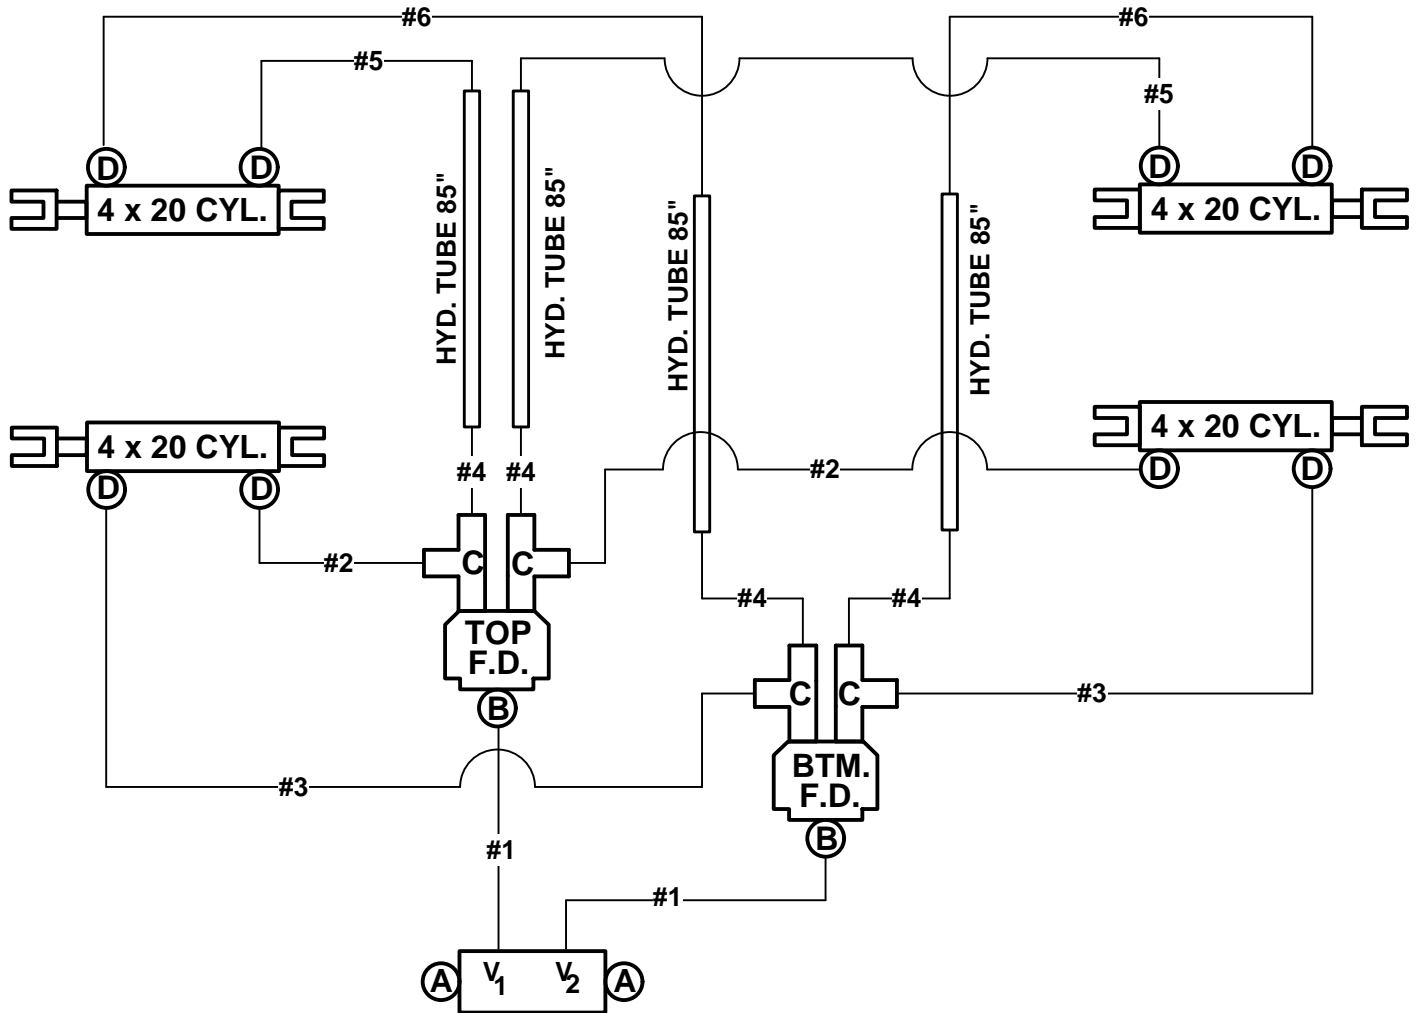 #6
#6
#5
#5
D
D
D
D
4 x 20 CYL.
4 x 20 CYL.
HYD. TUBE 85"
HYD. TUBE 85"
HYD. TUBE 85"
HYD. TUBE 85"
4 x 20 CYL.
4 x 20 CYL.
D
D
#4
#4
#2
D
D
#2
C
C
#4
#4
TOP
F.D.
B
C
C
#3
#3
BTM.
F.D.
B
#1
#1
A
V1
V2
A